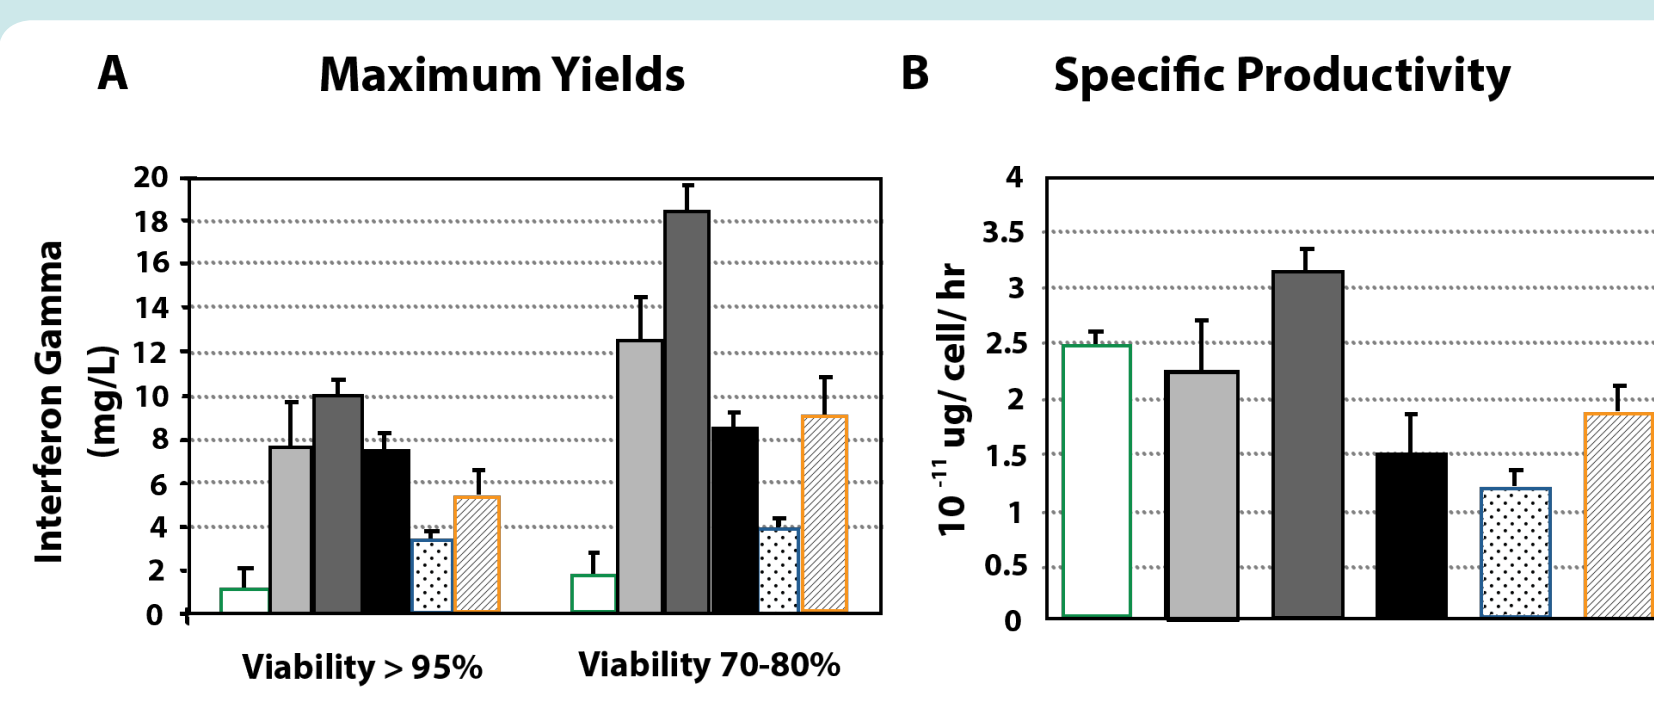 A
Maximum Yields
Interferon Gamma
(mg/L)
20
18
16
14
12
10
8
6
4
2
0
Viability > 95%
Viability 70-80%
B
Specific Productivity
10⁻¹¹ ug/ cell/ hr
4
3.5
3
2.5
2
1.5
1
0.5
0